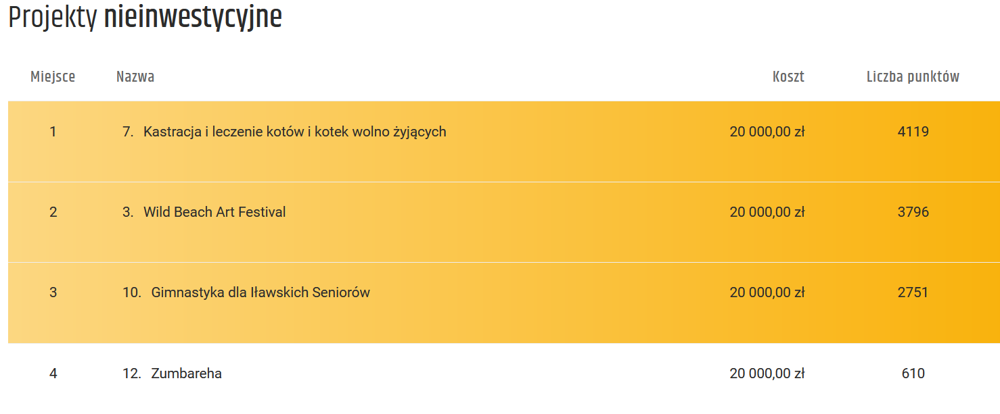 Projekty nieinwestycyjne
Miejsce Nazwa Koszt Liczba punktów
1 7. Kastracja i leczenie kotów i kotek wolno żyjących 20 000,00 zł 4119
2 3. Wild Beach Art Festival 20 000,00 zł 3796
3 10. Gimnastyka dla Iławskich Seniorów 20 000,00 zł 2751
4 12. Zumbareha 20 000,00 zł 610